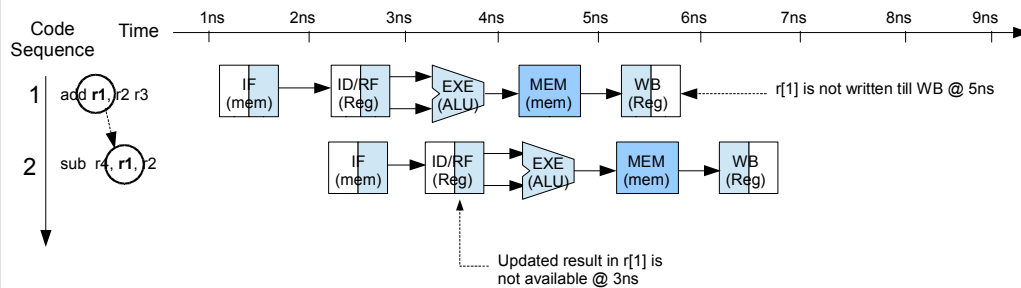 1ns 2ns 3ns 4ns 5ns 6ns 7ns 8ns 9ns
Code
Sequence
Time
1
add r1, r2 r3
IF
(mem)
ID/RF
(Reg)
EXE
(ALU)
MEM
(mem)
WB
(Reg)
r[1] is not written till WB @ 5ns
2
sub r4, r1, r2
IF
(mem)
ID/RF
(Reg)
EXE
(ALU)
MEM
(mem)
WB
(Reg)
Updated result in r[1] is
not available @ 3ns